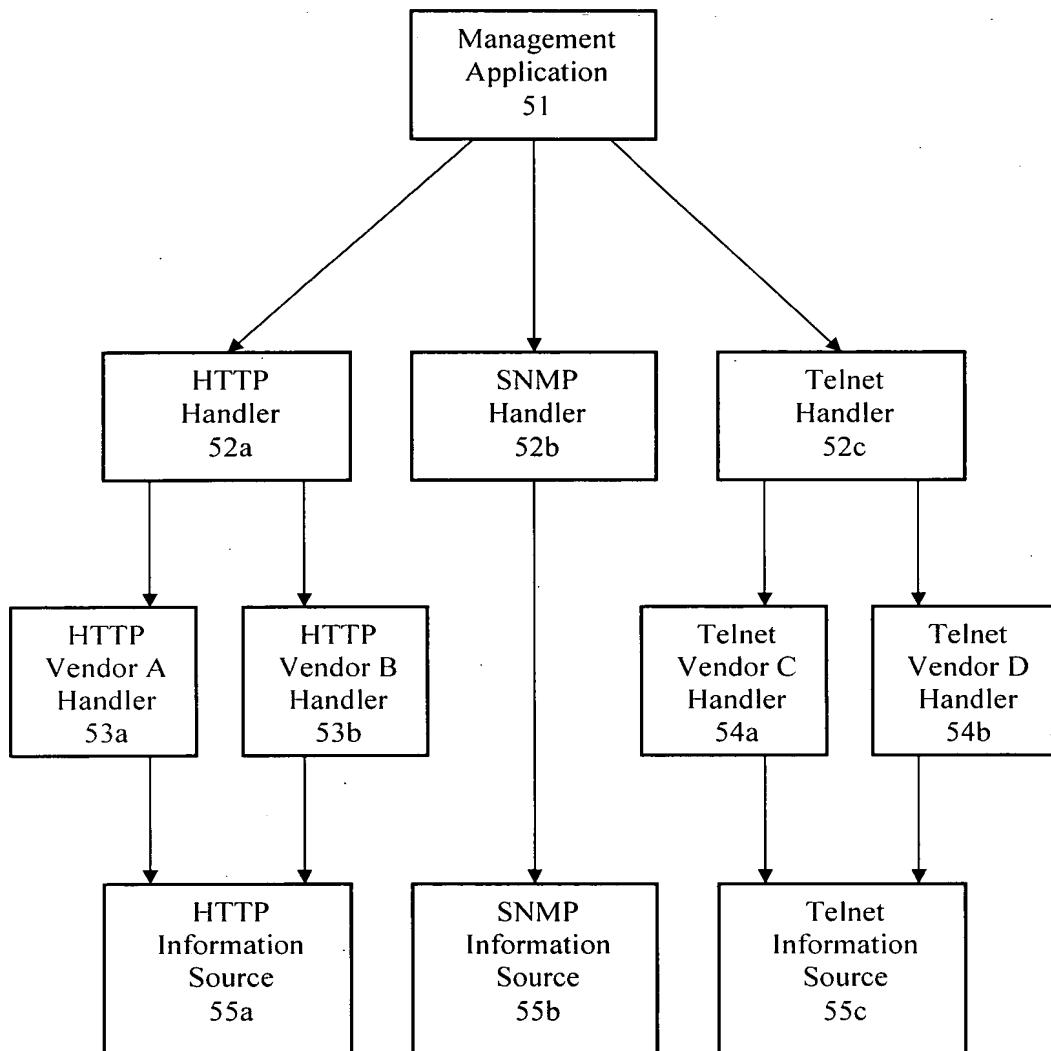 Management
Application
51
HTTP
Handler
52a
SNMP
Handler
52b
Telnet
Handler
52c
HTTP
Vendor A
Handler
53a
HTTP
Vendor B
Handler
53b
Telnet
Vendor C
Handler
54a
Telnet
Vendor D
Handler
54b
HTTP
Information
Source
55a
SNMP
Information
Source
55b
Telnet
Information
Source
55c